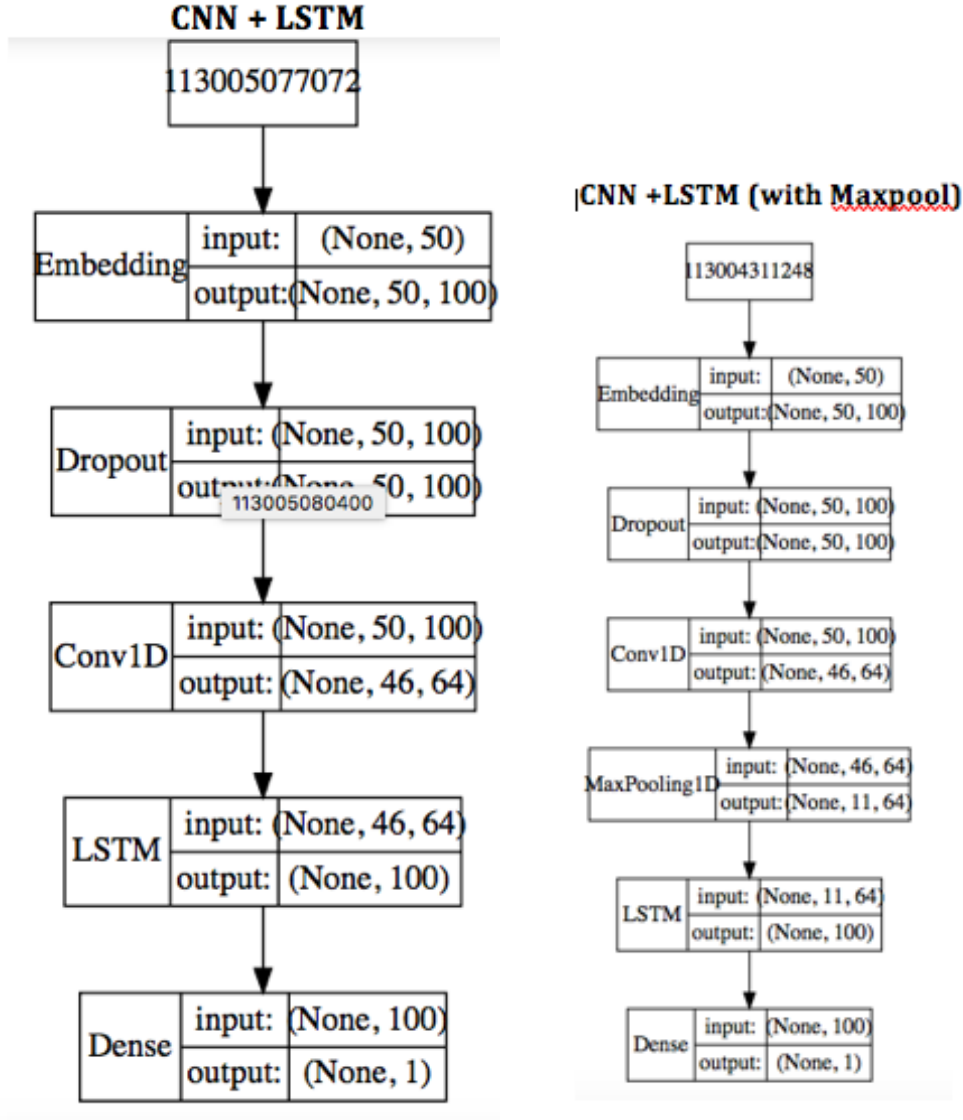 CNN + LSTM
113005077072
Embedding
input: (None, 50)
output:(None, 50, 100)
Dropout
input: (None, 50, 100)
50, 100)
113005080400
Conv1D
input: (None, 50, 100)
output: (None, 46, 64)
LSTM
input: (None, 46, 64)
output: (None, 100)
Dense
input: (None, 100)
output: (None, 1)
CNN +LSTM (with Maxpool)
113004311248
Embedding
input: (None, 50)
output:(None, 50, 100)
Dropout
input: (None, 50, 100)
output:(None, 50, 100)
Conv1D
input: (None, 50, 100)
output: (None, 46, 64)
MaxPooling1D
input: (None, 46, 64)
output:(None, 11, 64)
LSTM
input: (None, 11, 64)
output: (None, 100)
Dense
input: (None, 100)
output: (None, 1)